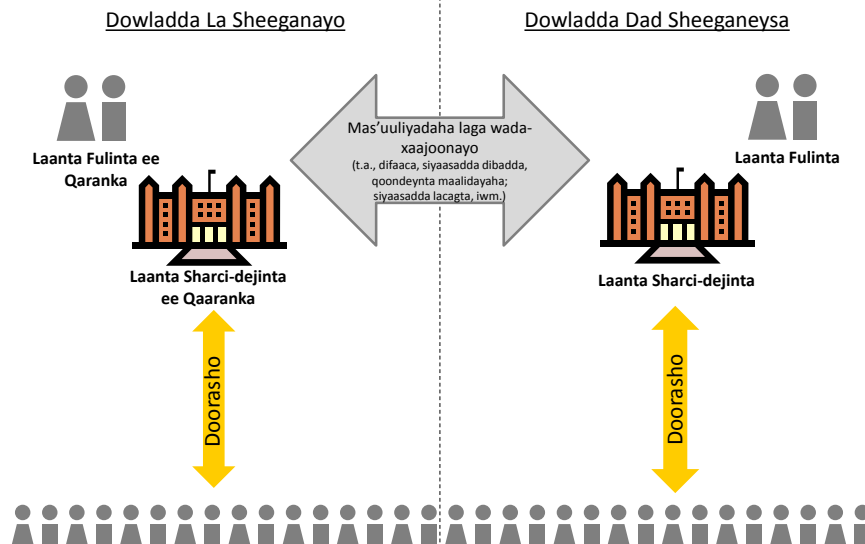 Dowladda La Sheeganayo
Dowladda Dad Sheeganeysa
Laanta Fulinta ee
Qaranka
Mas'uuliyadaha laga wada-
xaajoonayo
(t.a., difaaca, siyaasadda dibadda,
qoondeynta maalidayaha;
siyaasadda lacagta, iwm.)
Laanta Fulinta
Laanta Sharci-dejinta
ee Qaaranka
Laanta Sharci-dejinta
Doorasho
Doorasho